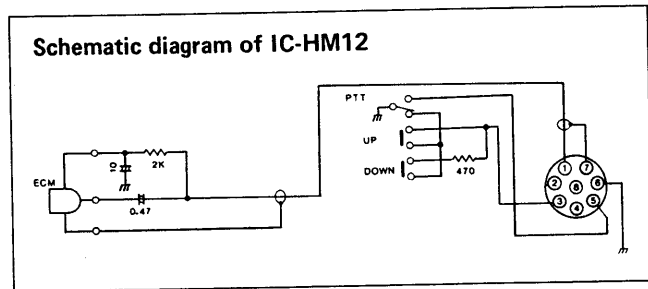 Schematic diagram of IC-HM12
PTT
UP
DOWN
470
ECM
10
2K
0.47
1
7
2
8
6
3
4
5